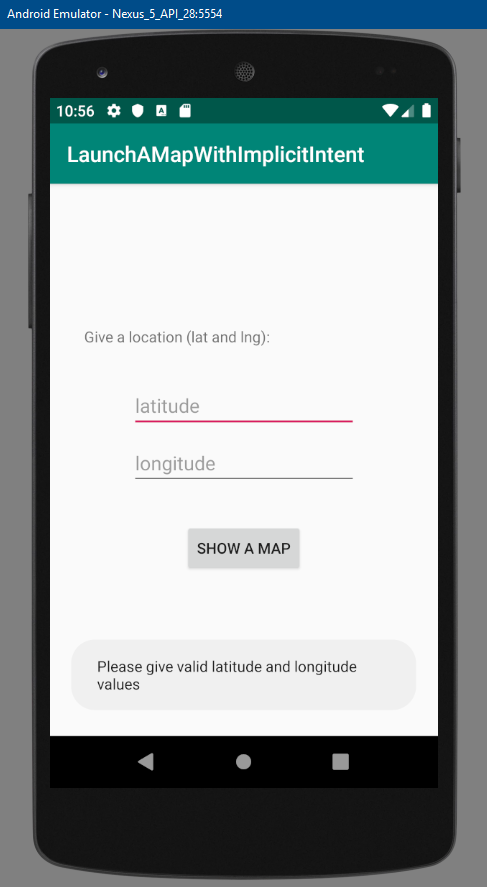 Android Emulator - Nexus_5_API_28:5554
10:56
LaunchAMapWithImplicitIntent
Give a location (lat and lng):
latitude
longitude
SHOW A MAP
Please give valid latitude and longitude
values